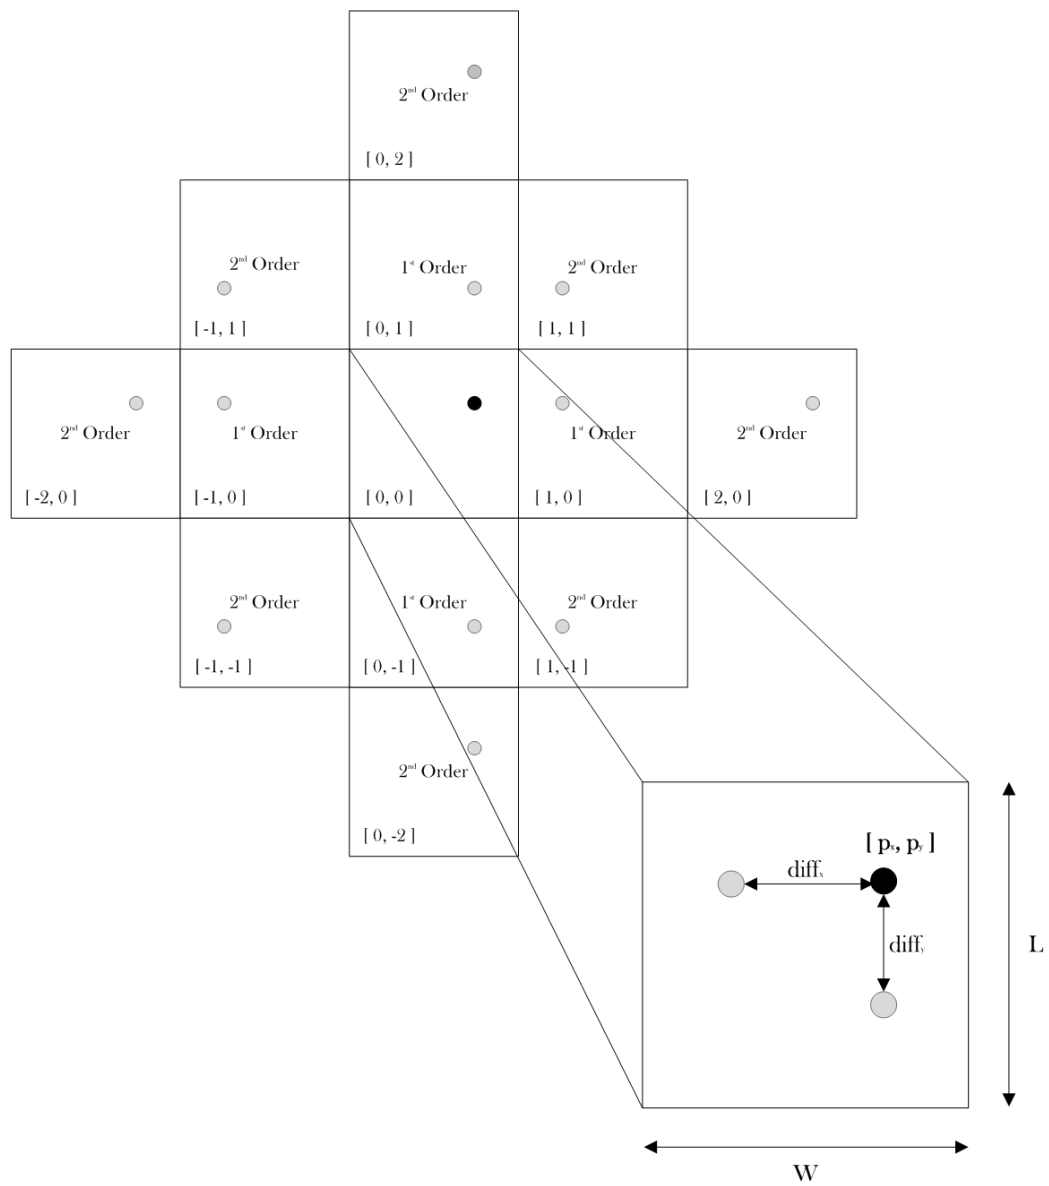 2nd Order
[ 0, 2 ]
2nd Order
1st Order
2nd Order
[ -1, 1 ]
[ 0, 1 ]
[ 1, 1 ]
2nd Order
1st Order
1st Order
2nd Order
[ -2, 0 ]
[ -1, 0 ]
[ 0, 0 ]
[ 1, 0 ]
[ 2, 0 ]
2nd Order
1st Order
2nd Order
[ -1, -1 ]
[ 0, -1 ]
[ 1, -1 ]
2nd Order
[ 0, -2 ]
[ px, py ]
diffx
diffy
L
W